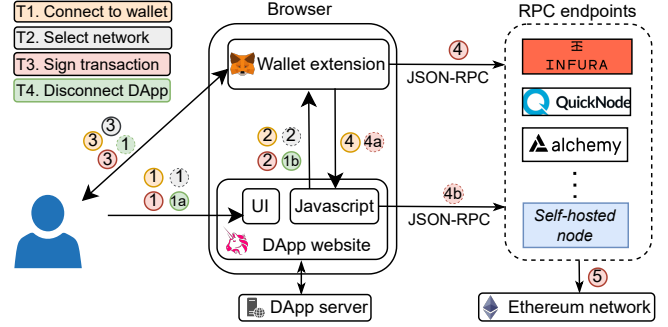 T1. Connect to wallet
T2. Select network
T3. Sign transaction
T4. Disconnect DApp
Browser
Wallet extension
RPC endpoints
INFURA
QuickNode
alchemy
Self-hosted
node
4
JSON-RPC
3
3
1
3
2
2
2
1b
4
4a
1
1
1
1a
UI
Javascript
DApp website
4b
JSON-RPC
5
DApp server
Ethereum network